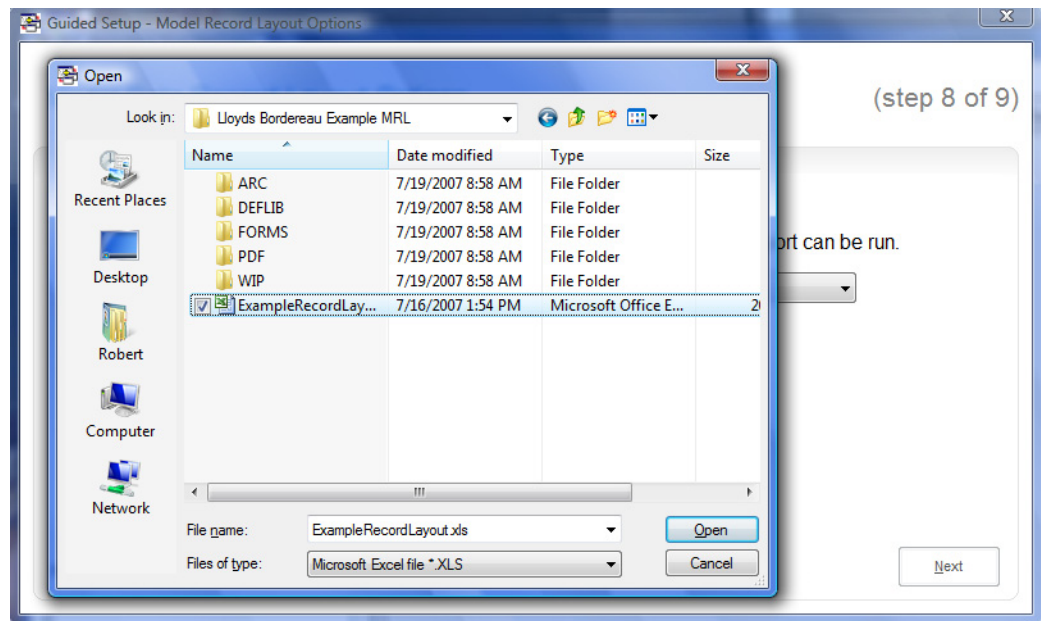 Guided Setup - Model Record Layout Options
Open
(step 8 of 9)
Look in: Lloyds Bordereau Example MRL
Name Date modified Type Size
Recent Places
Desktop
Robert
Computer
Network
ARC 7/19/2007 8:58 AM File Folder
DEFLIB 7/19/2007 8:58 AM File Folder
FORMS 7/19/2007 8:58 AM File Folder
PDF 7/19/2007 8:58 AM File Folder
WIP 7/19/2007 8:58 AM File Folder
ExampleRecordLay... 7/16/2007 1:54 PM Microsoft Office E... 2
ort can be run.
File name: ExampleRecordLayout.xls Open
Files of type: Microsoft Excel file *.XLS Cancel
Next